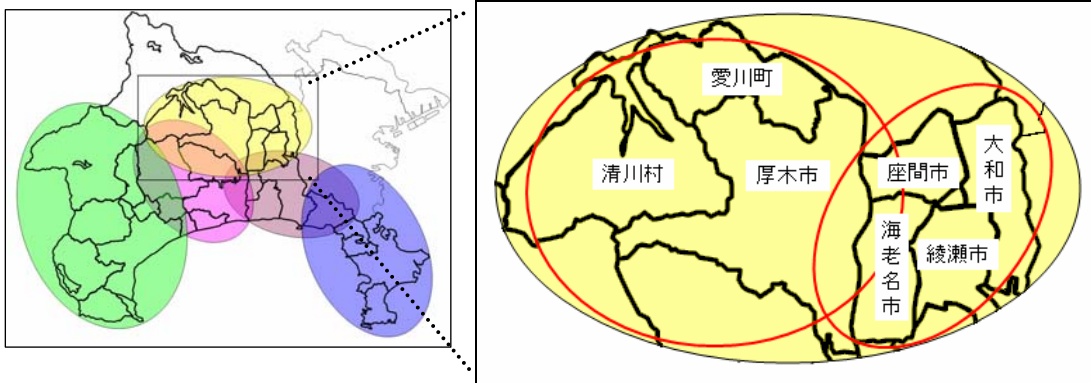 愛川町
清川村
厚木市
座間市
大和市
海老名市
綾瀬市